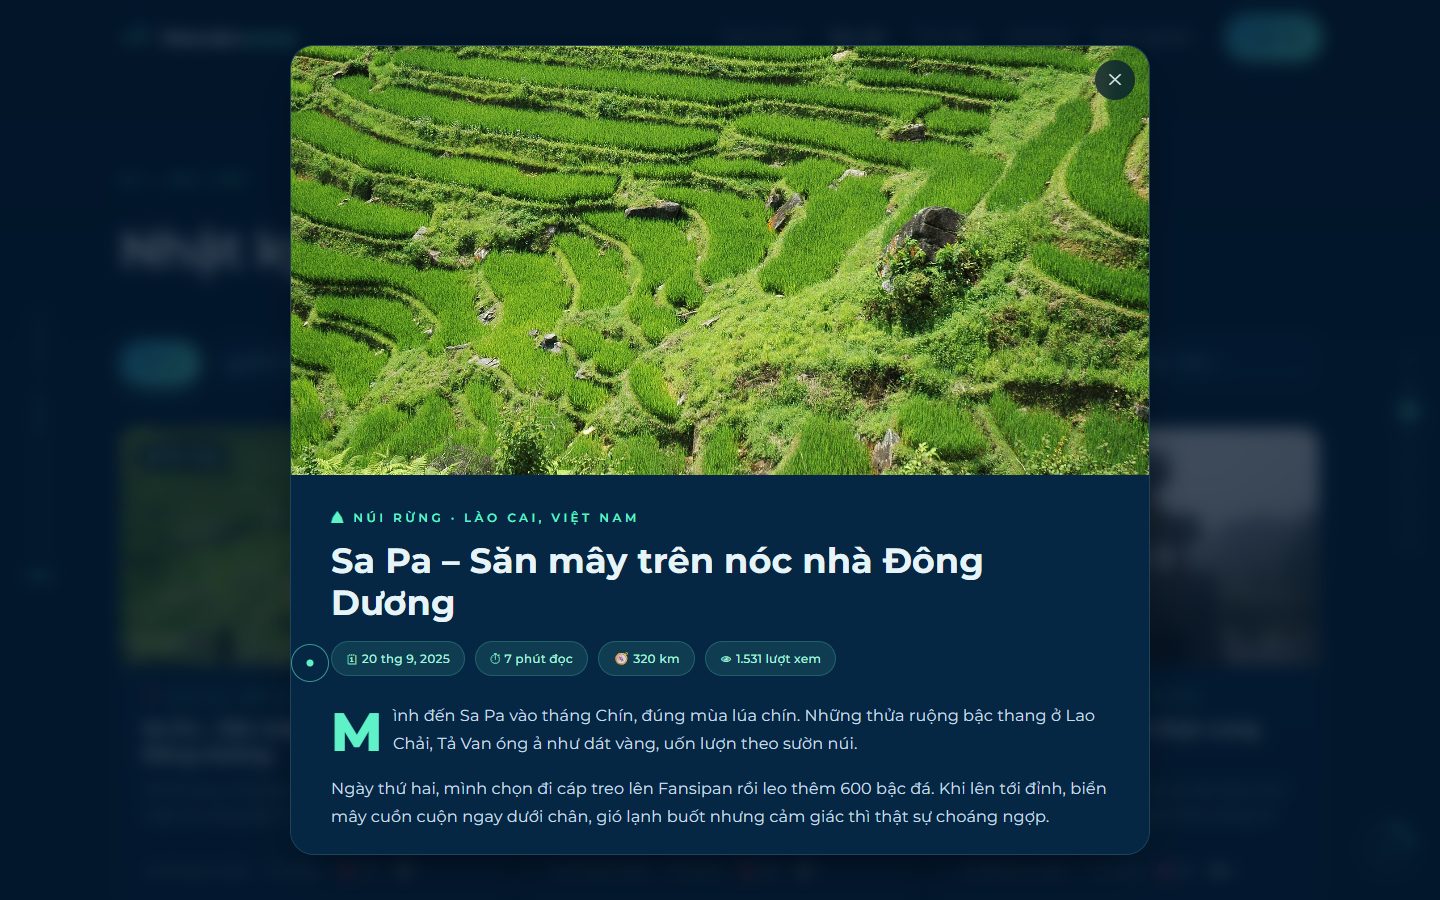 NÚI RỪNG · LÀO CAI, VIỆT NAM
Sa Pa – Săn mây trên nóc nhà Đông
Dương
20 thg 9, 2025
7 phút đọc
320 km
1.531 lượt xem
Mình đến Sa Pa vào tháng Chín, đúng mùa lúa chín. Những thửa ruộng bậc thang ở Lao
Chải, Tả Van óng ả như dát vàng, uốn lượn theo sườn núi.
Ngày thứ hai, mình chọn đi cáp treo lên Fansipan rồi leo thêm 600 bậc đá. Khi lên tới đỉnh, biển
mây cuồn cuộn ngay dưới chân, gió lạnh buốt nhưng cảm giác thì thật sự choáng ngợp.